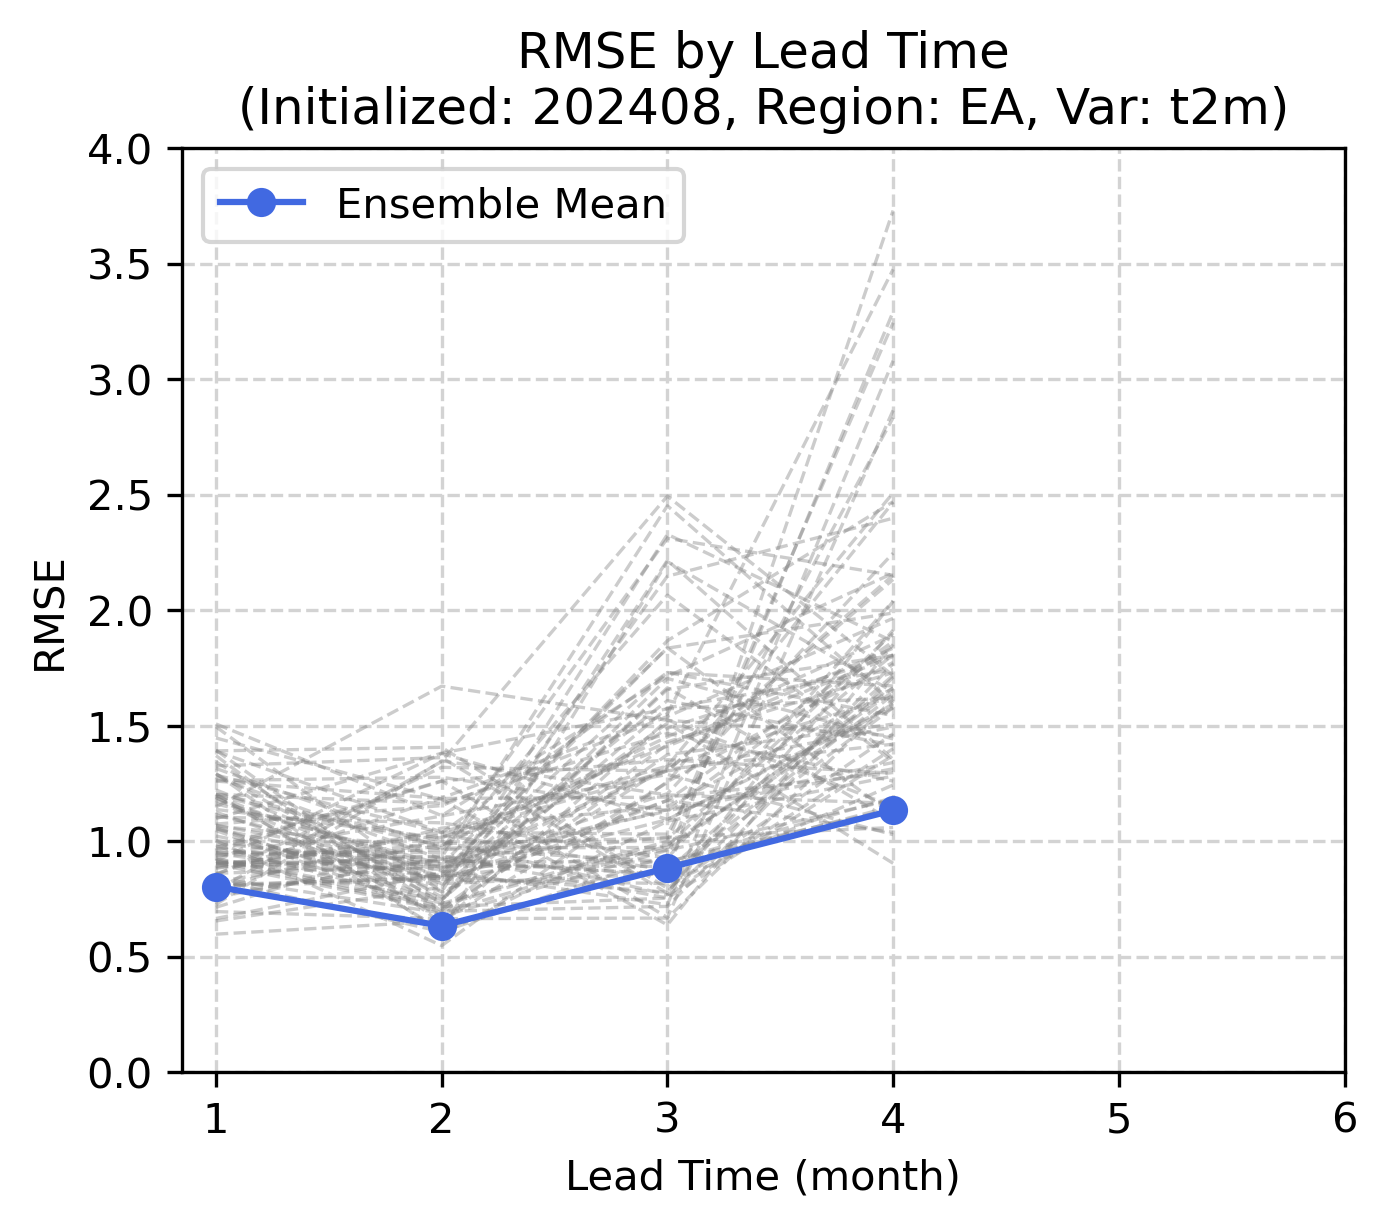 RMSE by Lead Time
(Initialized: 202408, Region: EA, Var: t2m)
Ensemble Mean
4.0
3.5
3.0
2.5
2.0
1.5
1.0
0.5
0.0
RMSE
1 2 3 4 5 6
Lead Time (month)